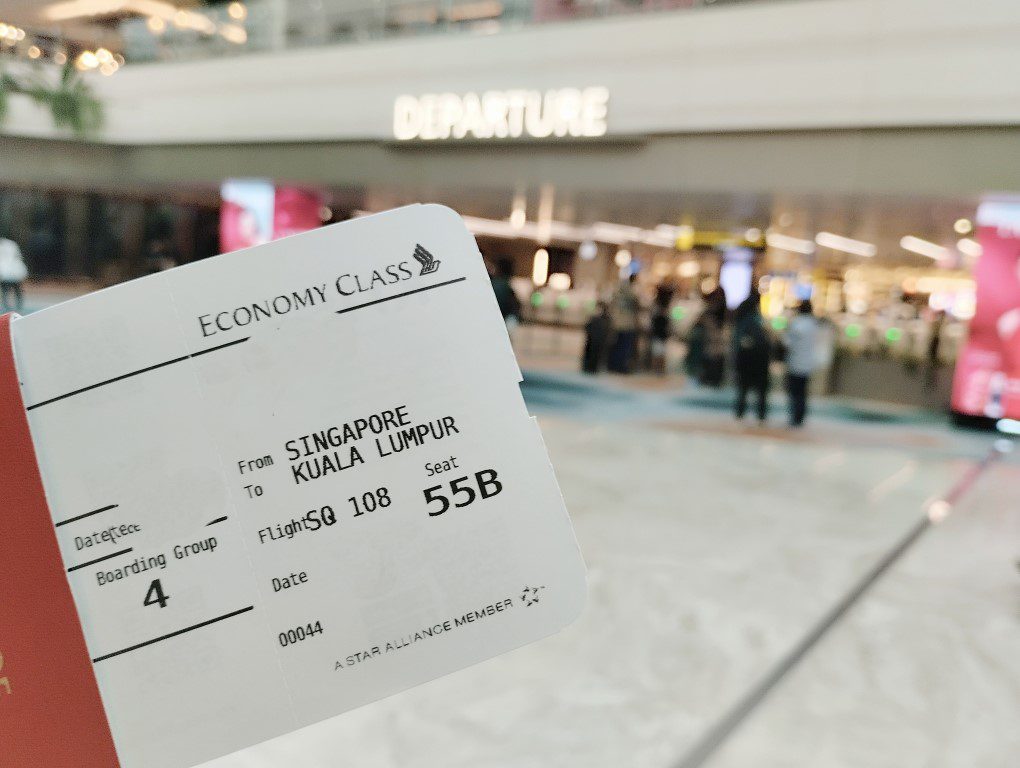 DEPARTURE
ECONOMY CLASS
From SINGAPORE
To KUALA LUMPUR
Flight SQ 108
Seat
55B
Date
Boarding Group
4
Date
00044
A STAR ALLIANCE MEMBER